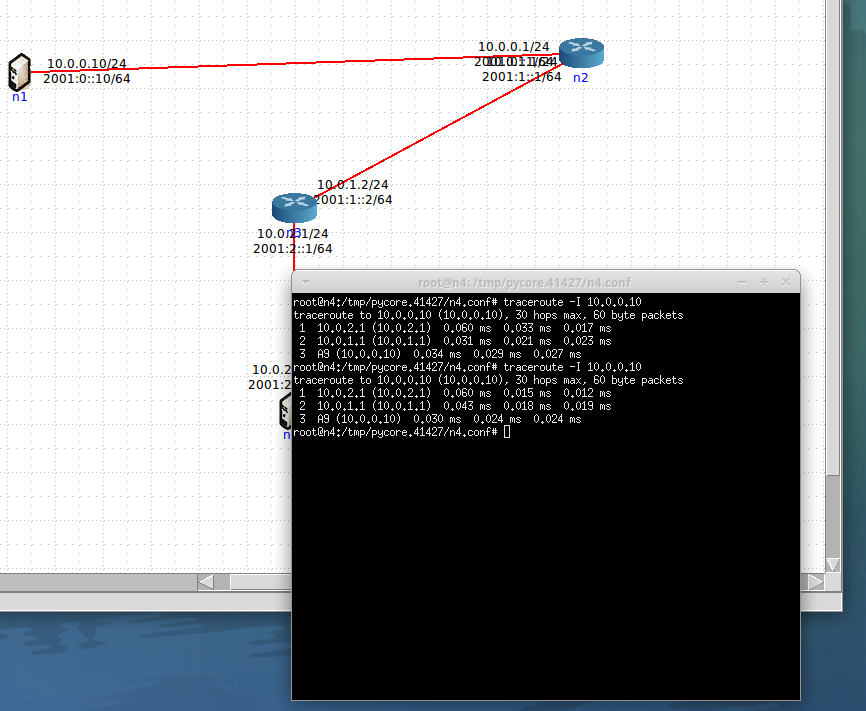 10.0.0.10/24
2001:0::10/64
n1
10.0.0.1/24
2001:1::1/64
n2
10.0.1.2/24
2001:1::2/64
2001:2::1/64
root@n4: /tmp/pycore.41427/n4.conf
root@n4:/tmp/pycore.41427/n4.conf# traceroute -I 10.0.0.10
traceroute to 10.0.0.10 (10.0.0.10), 30 hops max, 60 byte packets
1 10.0.2.1 (10.0.2.1) 0.060 ms 0.033 ms 0.017 ms
2 10.0.1.1 (10.0.1.1) 0.031 ms 0.021 ms 0.023 ms
3 A9 (10.0.0.10) 0.034 ms 0.029 ms 0.027 ms
root@n4:/tmp/pycore.41427/n4.conf# traceroute -I 10.0.0.10
traceroute to 10.0.0.10 (10.0.0.10), 30 hops max, 60 byte packets
1 10.0.2.1 (10.0.2.1) 0.060 ms 0.015 ms 0.012 ms
2 10.0.1.1 (10.0.1.1) 0.043 ms 0.018 ms 0.019 ms
3 A9 (10.0.0.10) 0.030 ms 0.024 ms 0.024 ms
root@n4:/tmp/pycore.41427/n4.conf#
10.0.2
2001:2
n